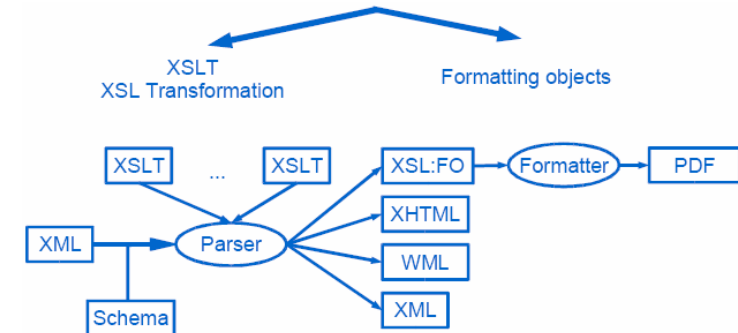 XSLT
XSL Transformation
Formatting objects
XSLT
...
XSLT
XSL:FO
Formatter
PDF
XHTML
XML
Parser
WML
Schema
XML